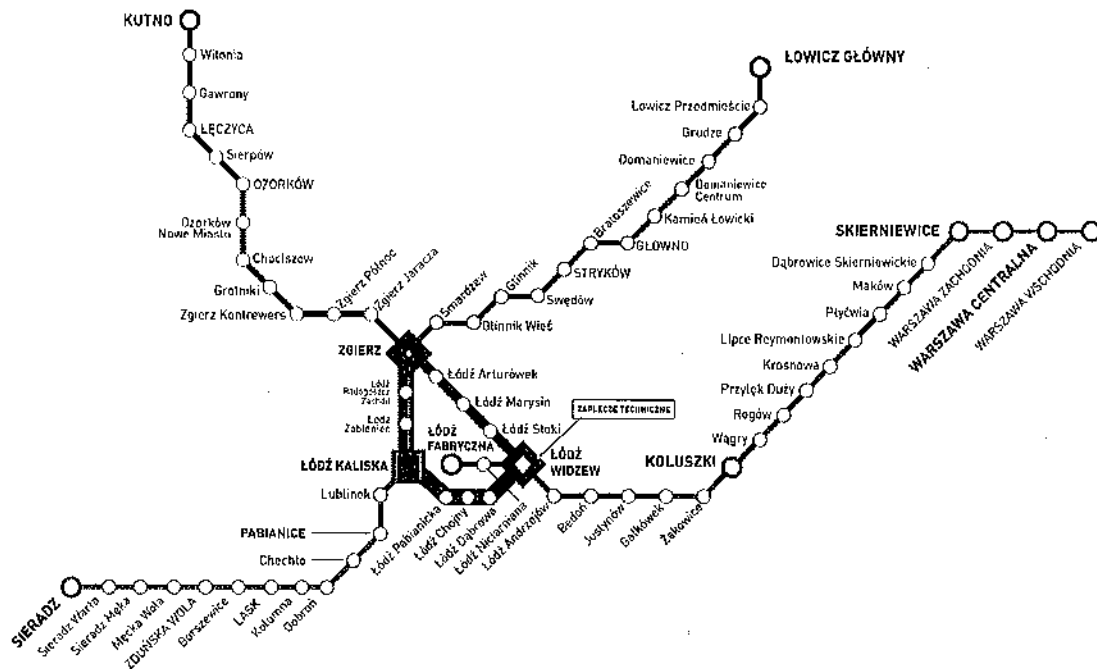 KUTNO
Witonia
Gawrony
ŁĘCZYCA
Sierpów
OZORKÓW
Ozorków
Nowe Miasto
Chociszew
Grotniki
Zgierz Kontrewers
Zgierz Północ
Zgierz Jaracza
ZGIERZ
ŁOWICZ GŁÓWNY
Łowicz Przedmieście
Grudze
Domaniewice
Domaniewice
Centrum
Kamień Łowicki
GŁOWNO
Bratoszewice
STRYKÓW
Swędów
Glinnik
Glinnik Wieś
Smardzew
Łódź Arturówek
Łódź Marysin
Łódź Stoki
ZAPLECZE TECHNICZNE
Łódź
Radogoszcz
Zachód
Łódź
Żabieniec
ŁÓDŹ
FABRYCZNA
ŁÓDŹ
WIDZEW
ŁÓDŹ KALISKA
Lublinek
PABIANICE
Chechło
Łódź Pabianicka
Łódź Chojny
Łódź Dąbrowa
Łódź Niciarniana
Łódź Andrzejów
Bedoń
Justynów
Gałkówek
Żakowice
KOLUSZKI
Wągry
Rogów
Przyłęk Duży
Krosnowa
Lipce Reymontowskie
Płyćwia
Maków
Dąbrowice Skierniewickie
SKIERNIEWICE
WARSZAWA ZACHODNIA
WARSZAWA CENTRALNA
WARSZAWA WSCHODNIA
SIERADZ
Sieradz Warta
Sieradz Męka
Męcka Wola
ZDUŃSKA WOLA
Borszewice
ŁASK
Kolumna
Dobroń